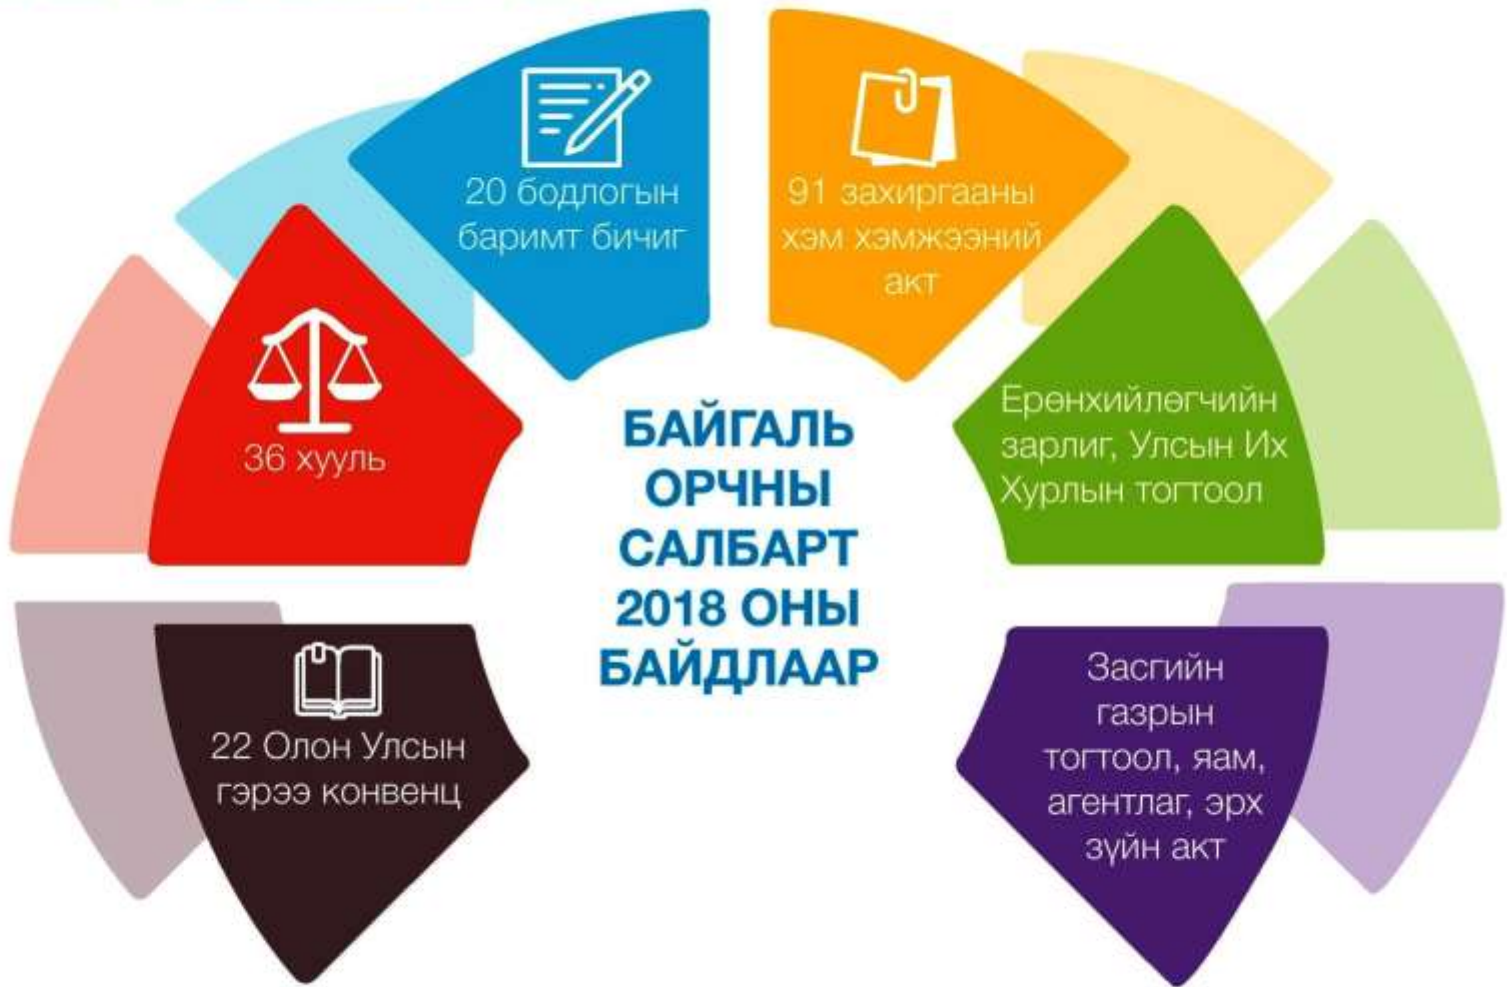 20 бодлогын
баримт бичиг
91 захиргааны
хэм хэмжээний
акт
36 хууль
Ерөнхийлөгчийн
зарлиг, Улсын Их
Хурлын тогтоол
БАЙГАЛЬ
ОРЧНЫ
САЛБАРТ
2018 ОНЫ
БАЙДЛААР
22 Олон Улсын
гэрээ конвенц
Засгийн
газрын
тогтоол, яам,
агентлаг, эрх
зүйн акт